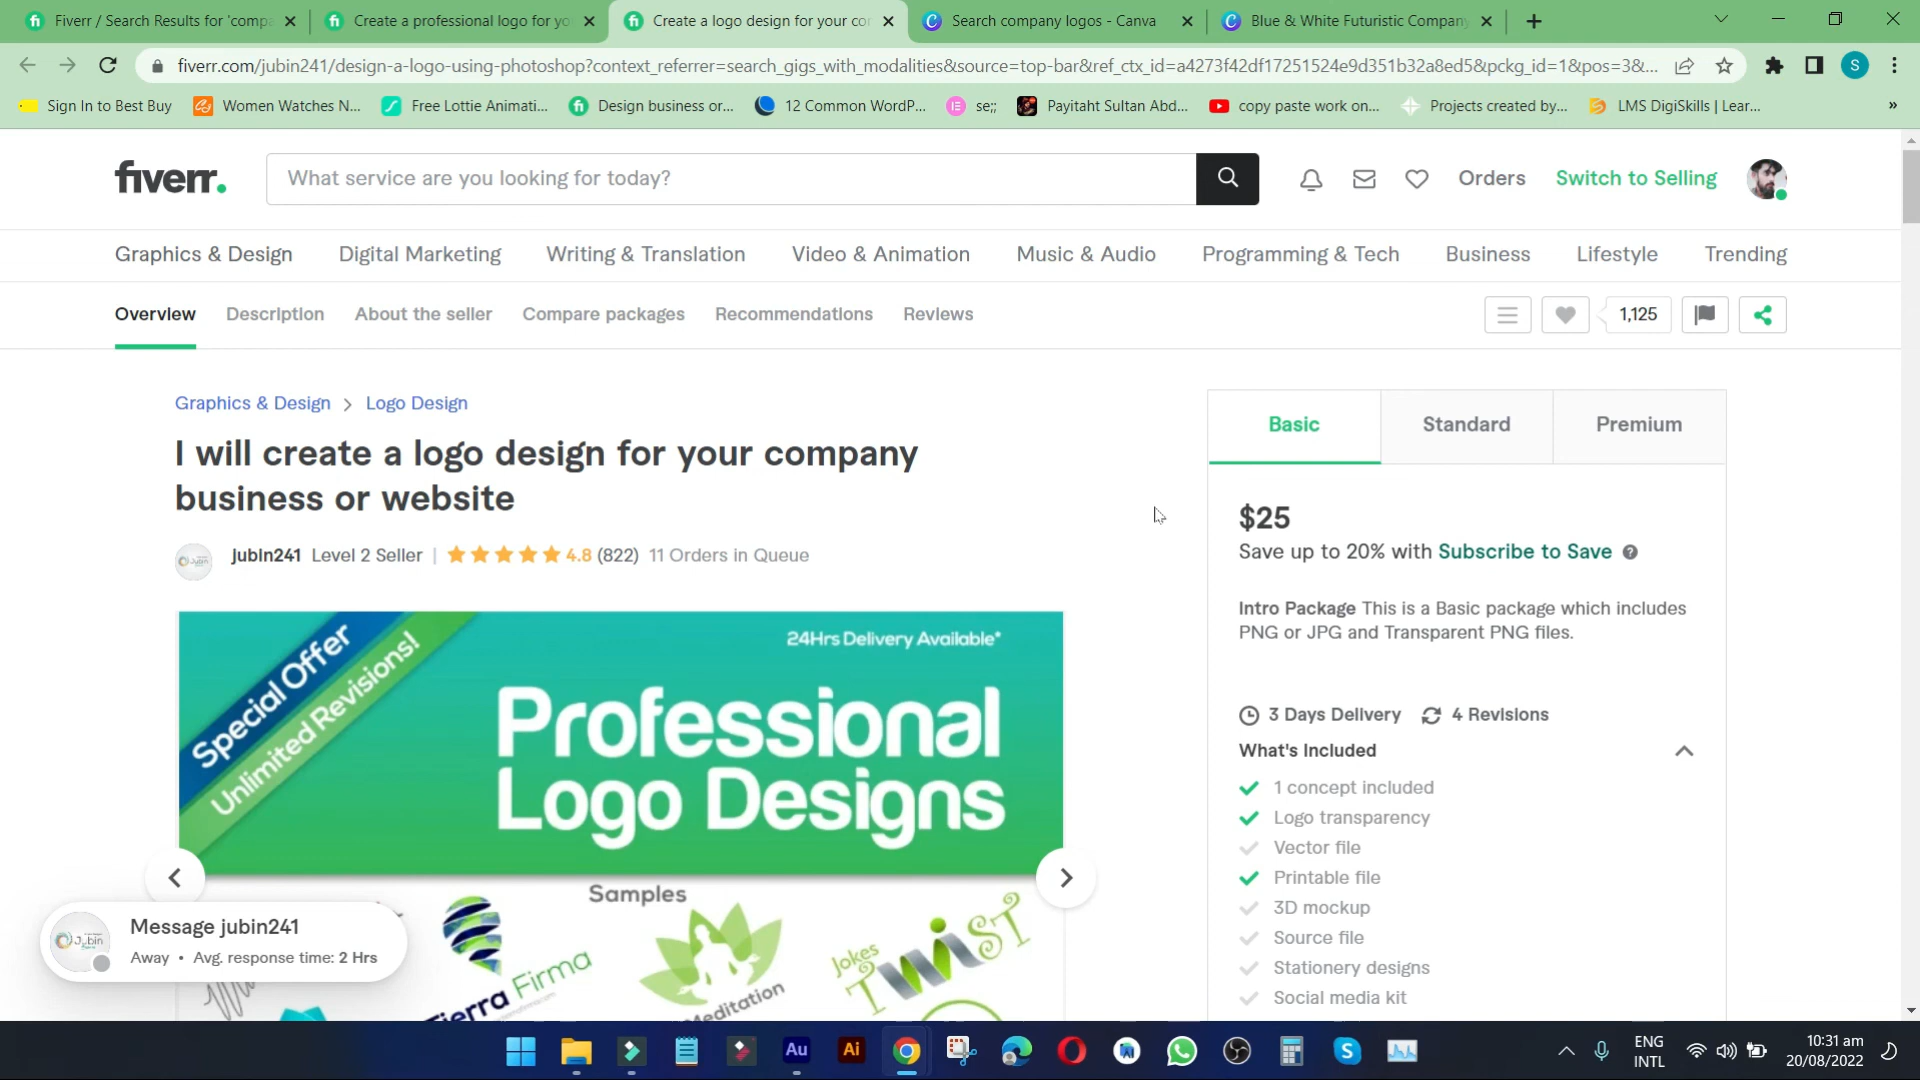 Fiverr / Search Results for 'compa
Create a professional logo for yo
Create a logo design for your cor
Search company logos - Canva
Blue & White Futuristic Company
fiverr.com/jubin241/design-a-logo-using-photoshop?context_referrer=search_gigs_with_modalities&source=top-bar&ref_ctx_id=a4273f42df17251524e9d351b32a8ed5&pckg_id=1&pos=3&...
S
Sign In to Best Buy
Women Watches N...
Free Lottie Animati...
Design business or...
12 Common WordP...
se;;
Payitaht Sultan Abd...
copy paste work on...
Projects created by...
LMS DigiSkills | Lear...
»
fiverr.
What service are you looking for today?
Orders
Switch to Selling
Graphics & Design
Digital Marketing
Writing & Translation
Video & Animation
Music & Audio
Programming & Tech
Business
Lifestyle
Trending
Overview
Description
About the seller
Compare packages
Recommendations
Reviews
1,125
Graphics & Design > Logo Design
I will create a logo design for your company
business or website
jubin241 Level 2 Seller | 4.8 (822) 11 Orders in Queue
Special Offer
Unlimited Revisions!
24Hrs Delivery Available*
Professional
Logo Designs
Samples
Tierra Firma
Meditation
Jokes
TWIST
Message jubin241
Away • Avg. response time: 2 Hrs
Basic
Standard
Premium
$25
Save up to 20% with Subscribe to Save
Intro Package This is a Basic package which includes
PNG or JPG and Transparent PNG files.
3 Days Delivery
4 Revisions
What's Included
1 concept included
Logo transparency
Vector file
Printable file
3D mockup
Source file
Stationery designs
Social media kit
Au
Ai
ENG
INTL
10:31 am
20/08/2022